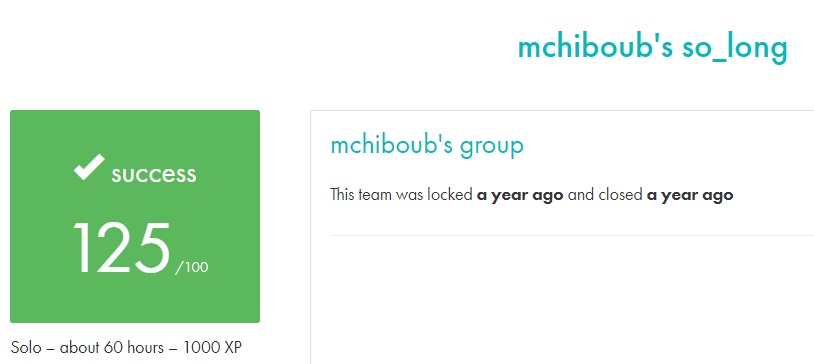 mchiboub's so_long
✔ success
125/100
Solo – about 60 hours – 1000 XP
mchiboub's group
This team was locked a year ago and closed a year ago